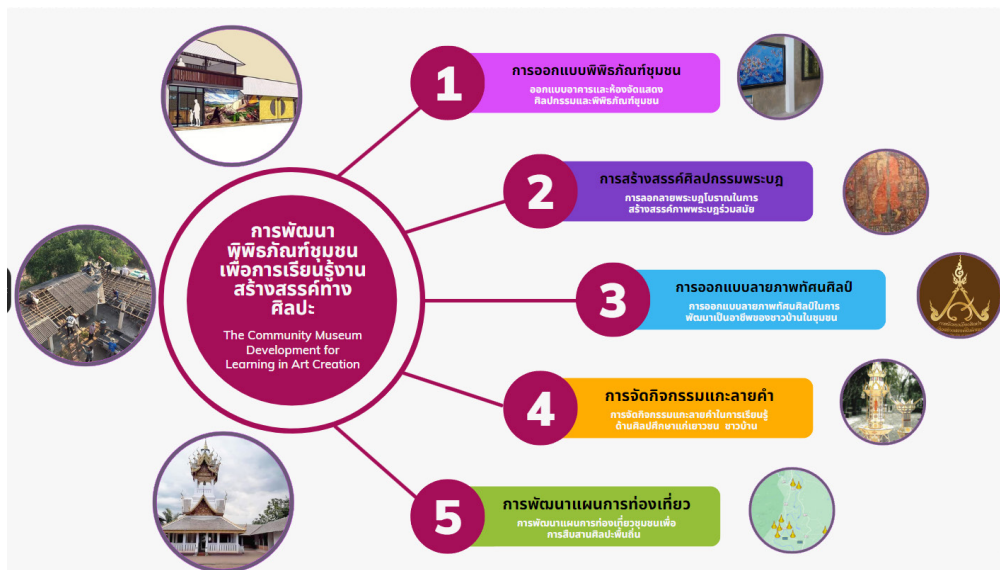 การพัฒนา
พิพิธภัณฑ์ชุมชน
เพื่อการเรียนรู้งาน
สร้างสรรค์ทาง
ศิลปะ
The Community Museum
Development for
Learning in Art Creation
1
การออกแบบพิพิธภัณฑ์ชุมชน
ออกแบบอาคารและห้องจัดแสดง
ศิลปกรรมและพิพิธภัณฑ์ชุมชน
2
การสร้างสรรค์ศิลปกรรมพระบฎ
การลอกลายพระบฎโบราณในการ
สร้างสรรค์ภาพพระบฎร่วมสมัย
3
การออกแบบลายภาพทัศนศิลป์
การออกแบบลายภาพทัศนศิลป์ในการ
พัฒนาเป็นอาชีพของชาวบ้านในชุมชน
4
การจัดกิจกรรมแกะลายคำ
การจัดกิจกรรมแกะลายคำในการเรียนรู้
ด้านศิลปศึกษาแก่เยาวชน ชาวบ้าน
5
การพัฒนาแผนการท่องเที่ยว
การพัฒนาแผนการท่องเที่ยวชุมชนเพื่อ
การสืบสานศิลปะพื้นถิ่น